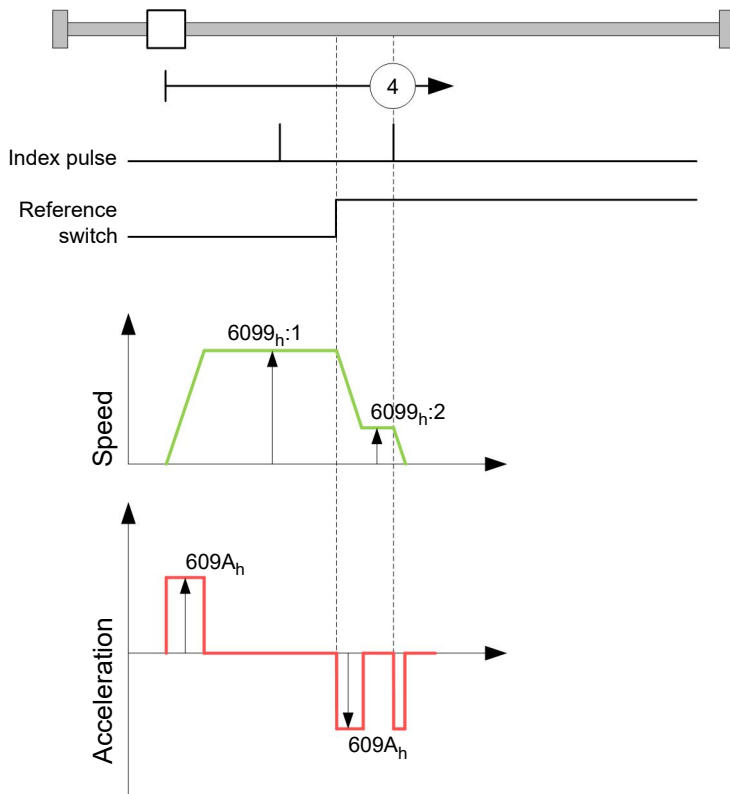 4
Index pulse
Reference
switch
6099h:1
6099h:2
Speed
609Ah
609Ah
Acceleration